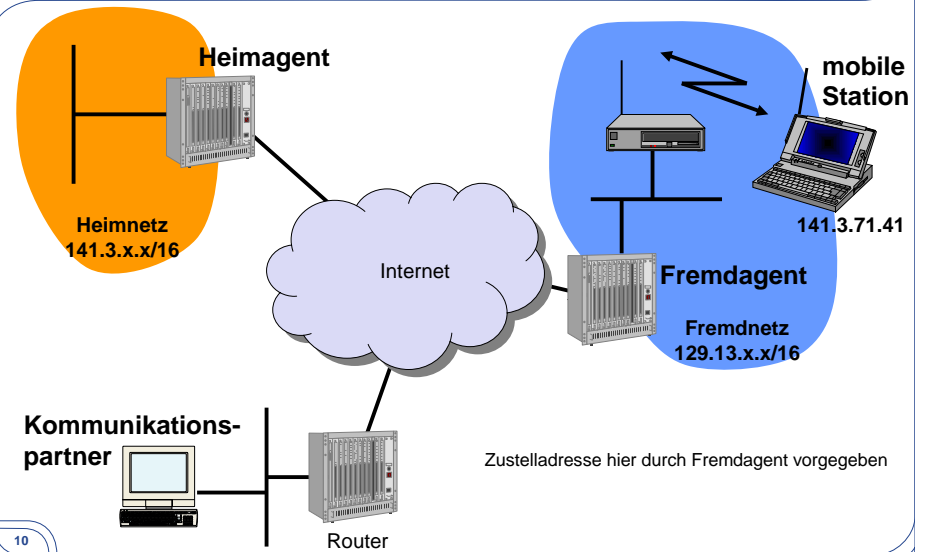 Heimagent
mobile
Station
Heimnetz
141.3.x.x/16
141.3.71.41
Internet
Fremdagent
Fremdnetz
129.13.x.x/16
Kommunikations-
partner
Zustelladresse hier durch Fremdagent vorgegeben
Router
10